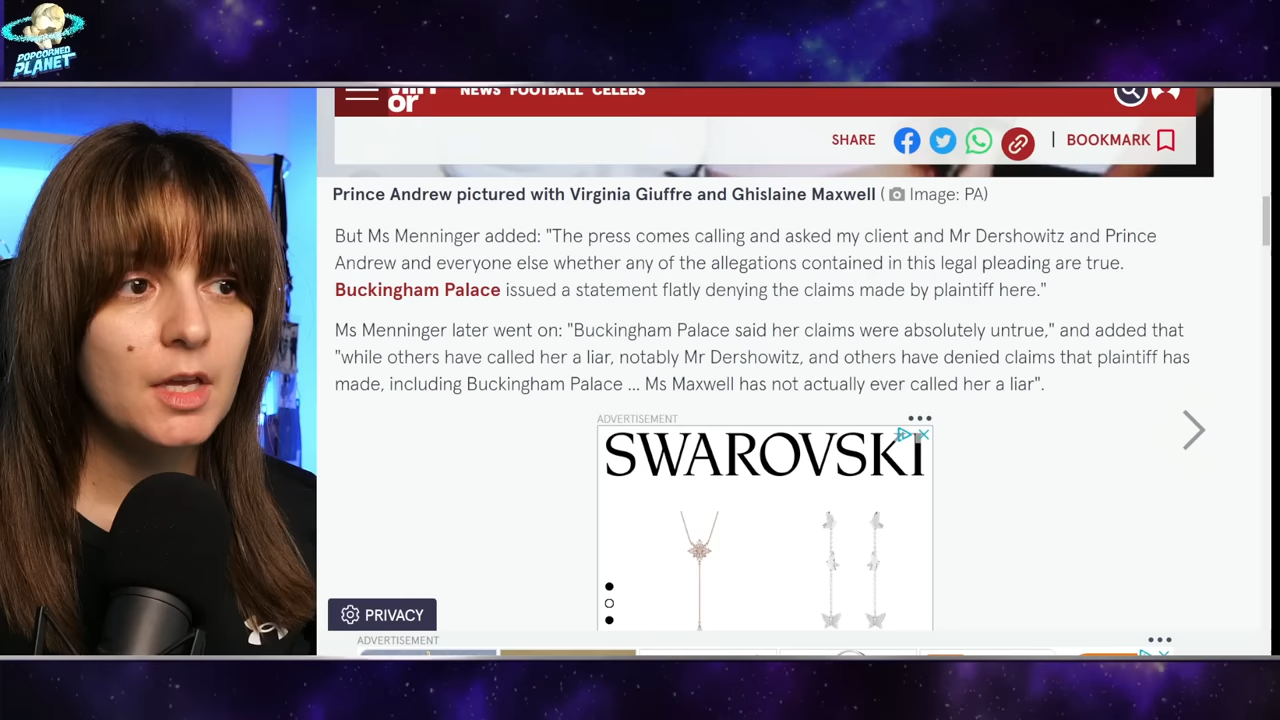 POPCORNED
PLANET
NEWS FOOTBALL CELEBS
or
SHARE
| BOOKMARK
Prince Andrew pictured with Virginia Giuffre and Ghislaine Maxwell ( Image: PA)
But Ms Menninger added: "The press comes calling and asked my client and Mr Dershowitz and Prince
Andrew and everyone else whether any of the allegations contained in this legal pleading are true.
Buckingham Palace issued a statement flatly denying the claims made by plaintiff here."
Ms Menninger later went on: "Buckingham Palace said her claims were absolutely untrue," and added that
"while others have called her a liar, notably Mr Dershowitz, and others have denied claims that plaintiff has
made, including Buckingham Palace ... Ms Maxwell has not actually ever called her a liar".
ADVERTISEMENT
SWAROVSKI
PRIVACY
ADVERTISEMENT